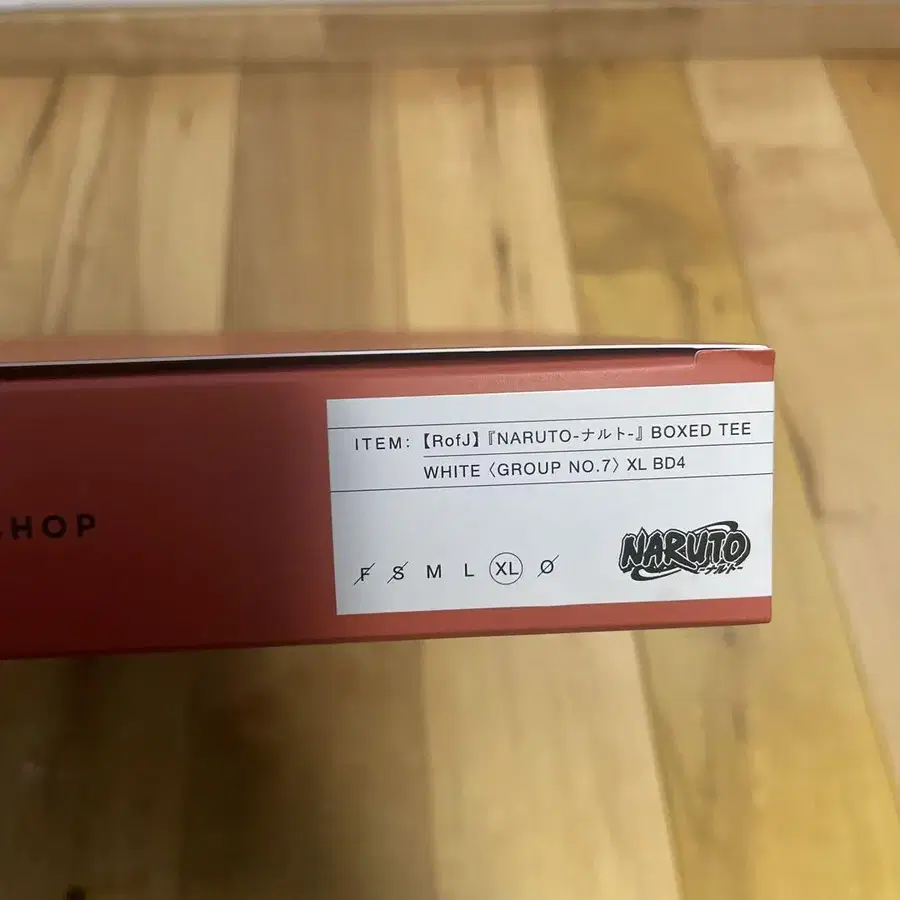 ITEM: 【RofJ】『NARUTO-ナルト-』 BOXED TEE
WHITE 〈GROUP NO.7〉 XL BD4
F S M L XL Ø
NARUTO
-ナルト-
HOP